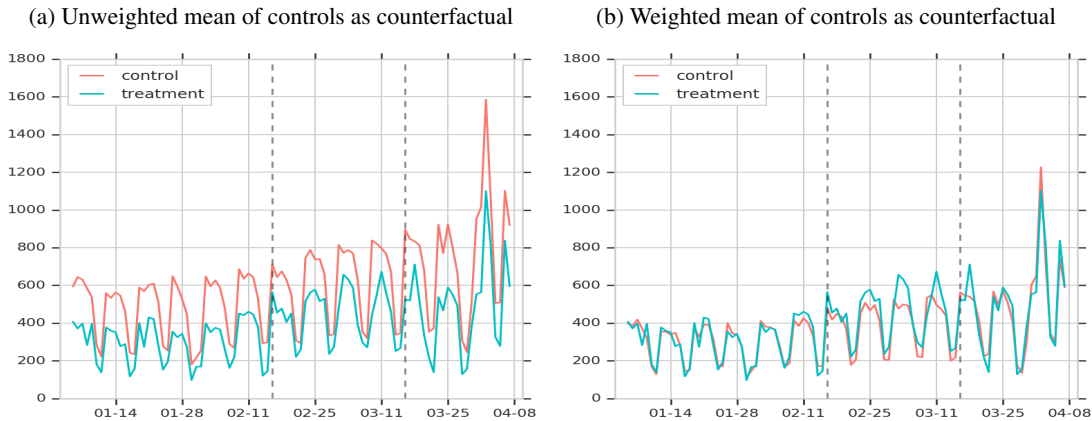 (a) Unweighted mean of controls as counterfactual
1800
1600
1400
1200
1000
800
600
400
200
0
control
treatment
01-14 01-28 02-11 02-25 03-11 03-25 04-08
(b) Weighted mean of controls as counterfactual
1800
1600
1400
1200
1000
800
600
400
200
0
control
treatment
01-14 01-28 02-11 02-25 03-11 03-25 04-08